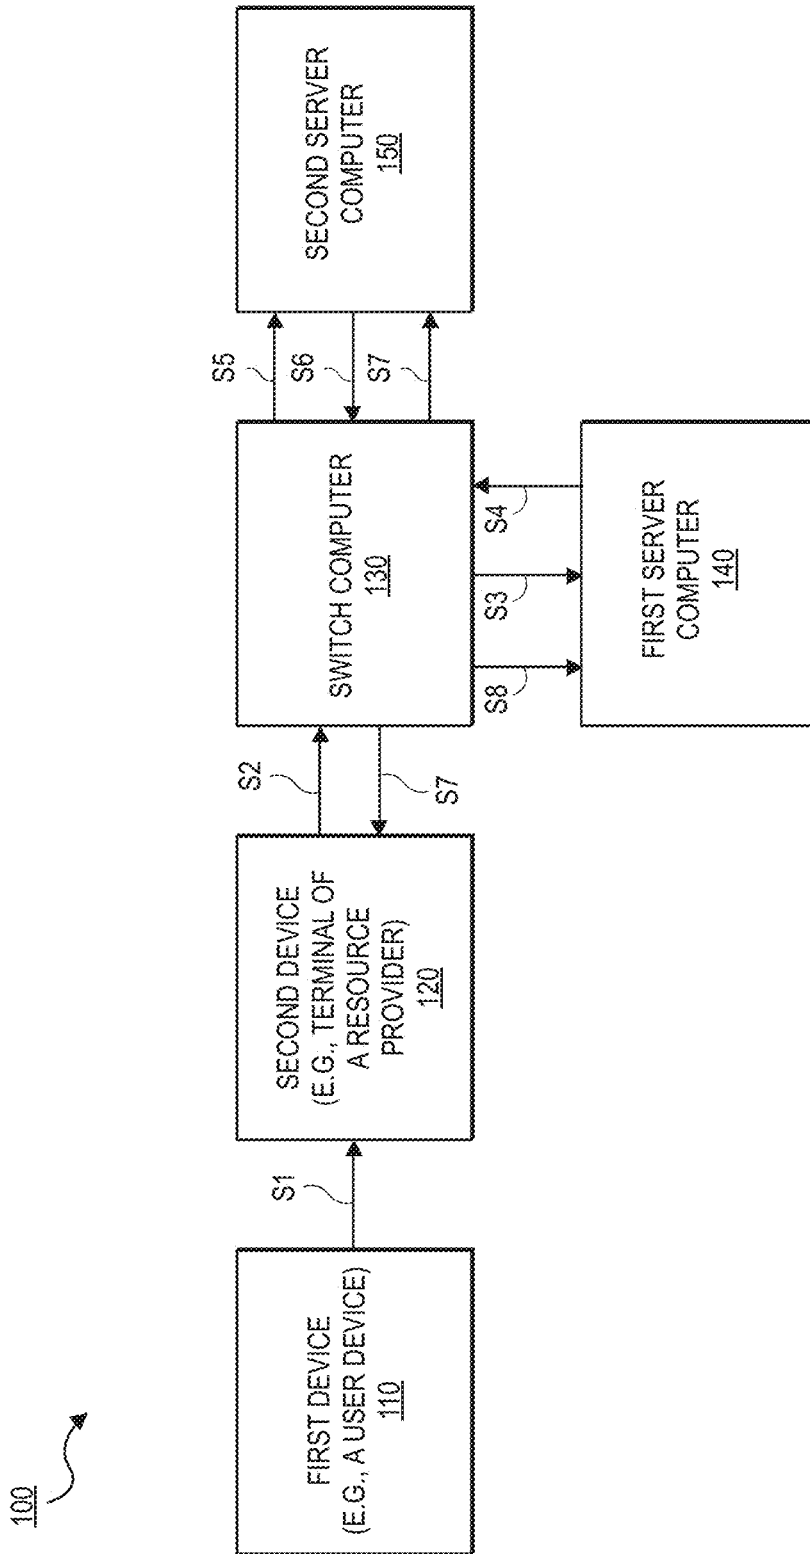 100
FIRST DEVICE
(E.G., A USER DEVICE)
110
S1
SECOND DEVICE
(E.G., TERMINAL OF
A RESOURCE
PROVIDER)
120
S2
S7
SWITCH COMPUTER
130
S5
S6
S7
SECOND SERVER
COMPUTER
150
S8
S3
S4
FIRST SERVER
COMPUTER
140